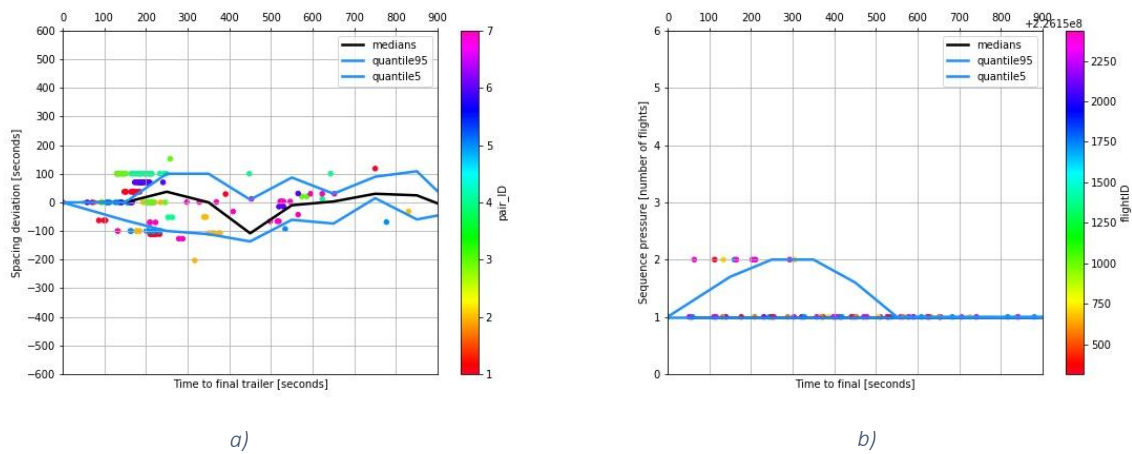 0 100 200 300 400 500 600 700 800 900
600
500
400
300
200
100
0
−100
−200
−300
−400
−500
−600
Spacing deviation [seconds]
Time to final trailer [seconds]
medians
quantile95
quantile5
7
6
5
4
3
2
1
pair_ID
a)
0 100 200 300 400 500 600 700 800 900
+2.2615e8
6
5
4
3
2
1
0
Sequence pressure [number of flights]
Time to final [seconds]
medians
quantile95
quantile5
2250
2000
1750
1500
1250
1000
750
500
flightID
b)